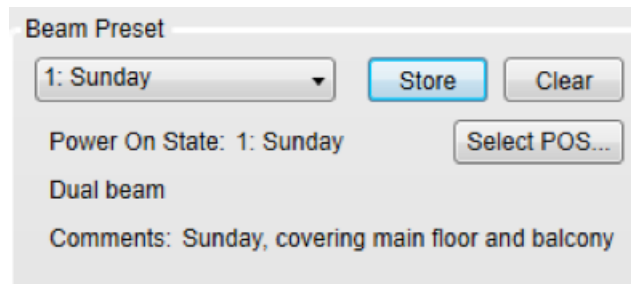 Beam Preset
1: Sunday Store Clear
Power On State: 1: Sunday Select POS...
Dual beam
Comments: Sunday, covering main floor and balcony